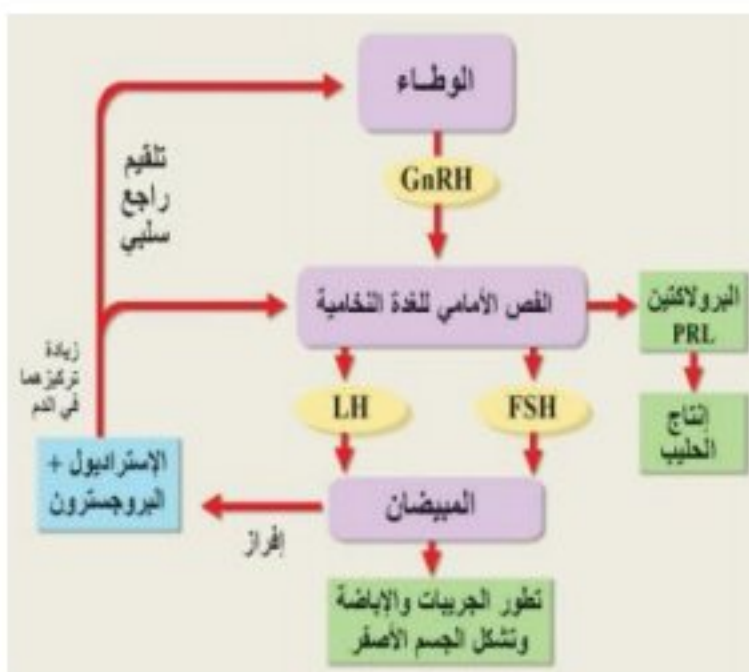 الوطــاء
GnRH
تلقيم
راجع
سلبي
الفص الأمامي للغدة النخامية
البرولاكتين
PRL
زيادة
تركيزهما
في الدم
LH
FSH
إنتاج
الحليب
الإستراديول +
البروجسترون
إفراز
المبيضان
تطور الجريبات والإباضة
وتشكل الجسم الأصفر